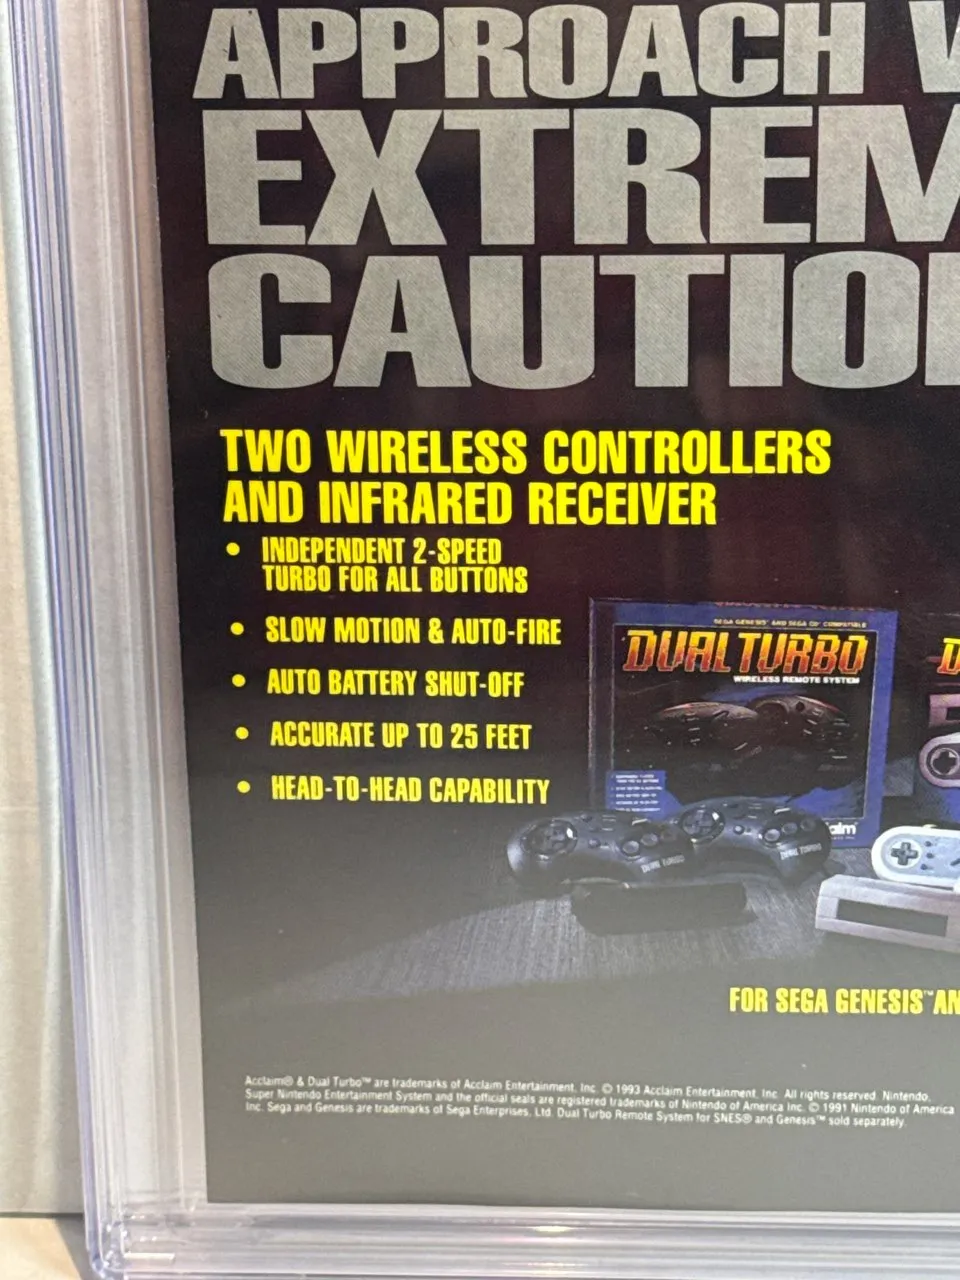 APPROACH
EXTREM
CAUTIO
TWO WIRELESS CONTROLLERS
AND INFRARED RECEIVER
• INDEPENDENT 2-SPEED
TURBO FOR ALL BUTTONS
• SLOW MOTION & AUTO-FIRE
• AUTO BATTERY SHUT-OFF
• ACCURATE UP TO 25 FEET
• HEAD-TO-HEAD CAPABILITY
SEGA GENESIS™ AND SEGA CD™ COMPATIBLE
DUAL TURBO
WIRELESS REMOTE SYSTEM
D
alm
DUAL TURBO
DUAL TURBO
FOR SEGA GENESIS™ AN
Acclaim® & Dual Turbo™ are trademarks of Acclaim Entertainment, Inc. © 1993 Acclaim Entertainment, Inc. All rights reserved. Nintendo,
Super Nintendo Entertainment System and the official seals are registered trademarks of Nintendo of America Inc. © 1991 Nintendo of America
Inc. Sega and Genesis are trademarks of Sega Enterprises, Ltd. Dual Turbo Remote System for SNES® and Genesis™ sold separately.